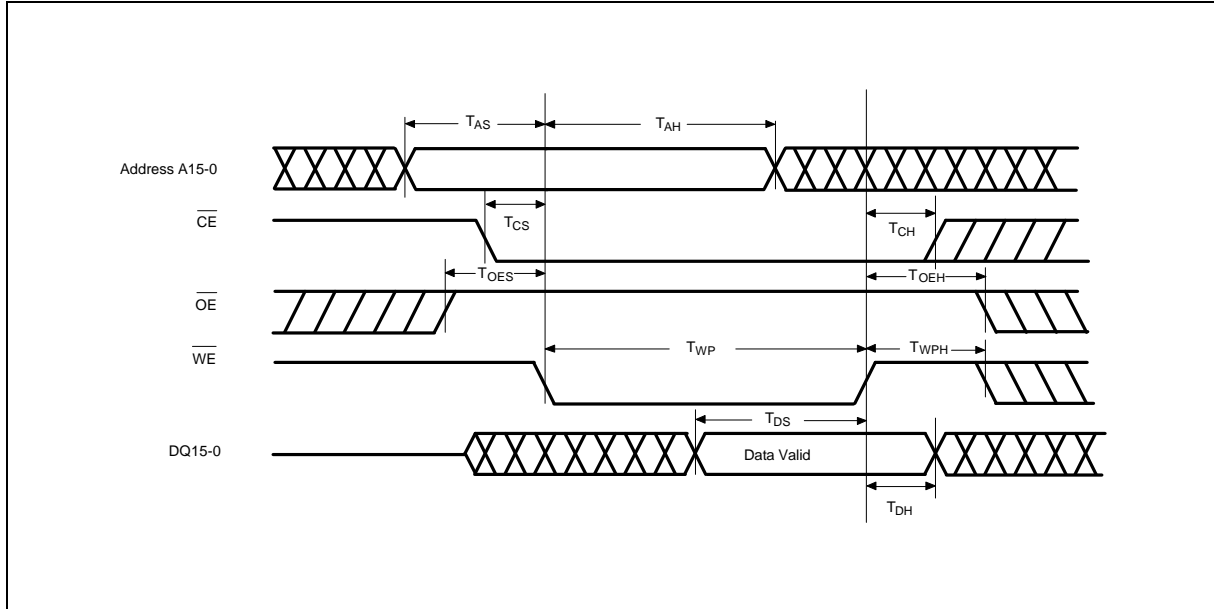 TAS
TAH
Address A15-0
CE
TCS
TCH
TOES
TOEH
OE
WE
TWP
TWPH
TDS
DQ15-0
Data Valid
TDH